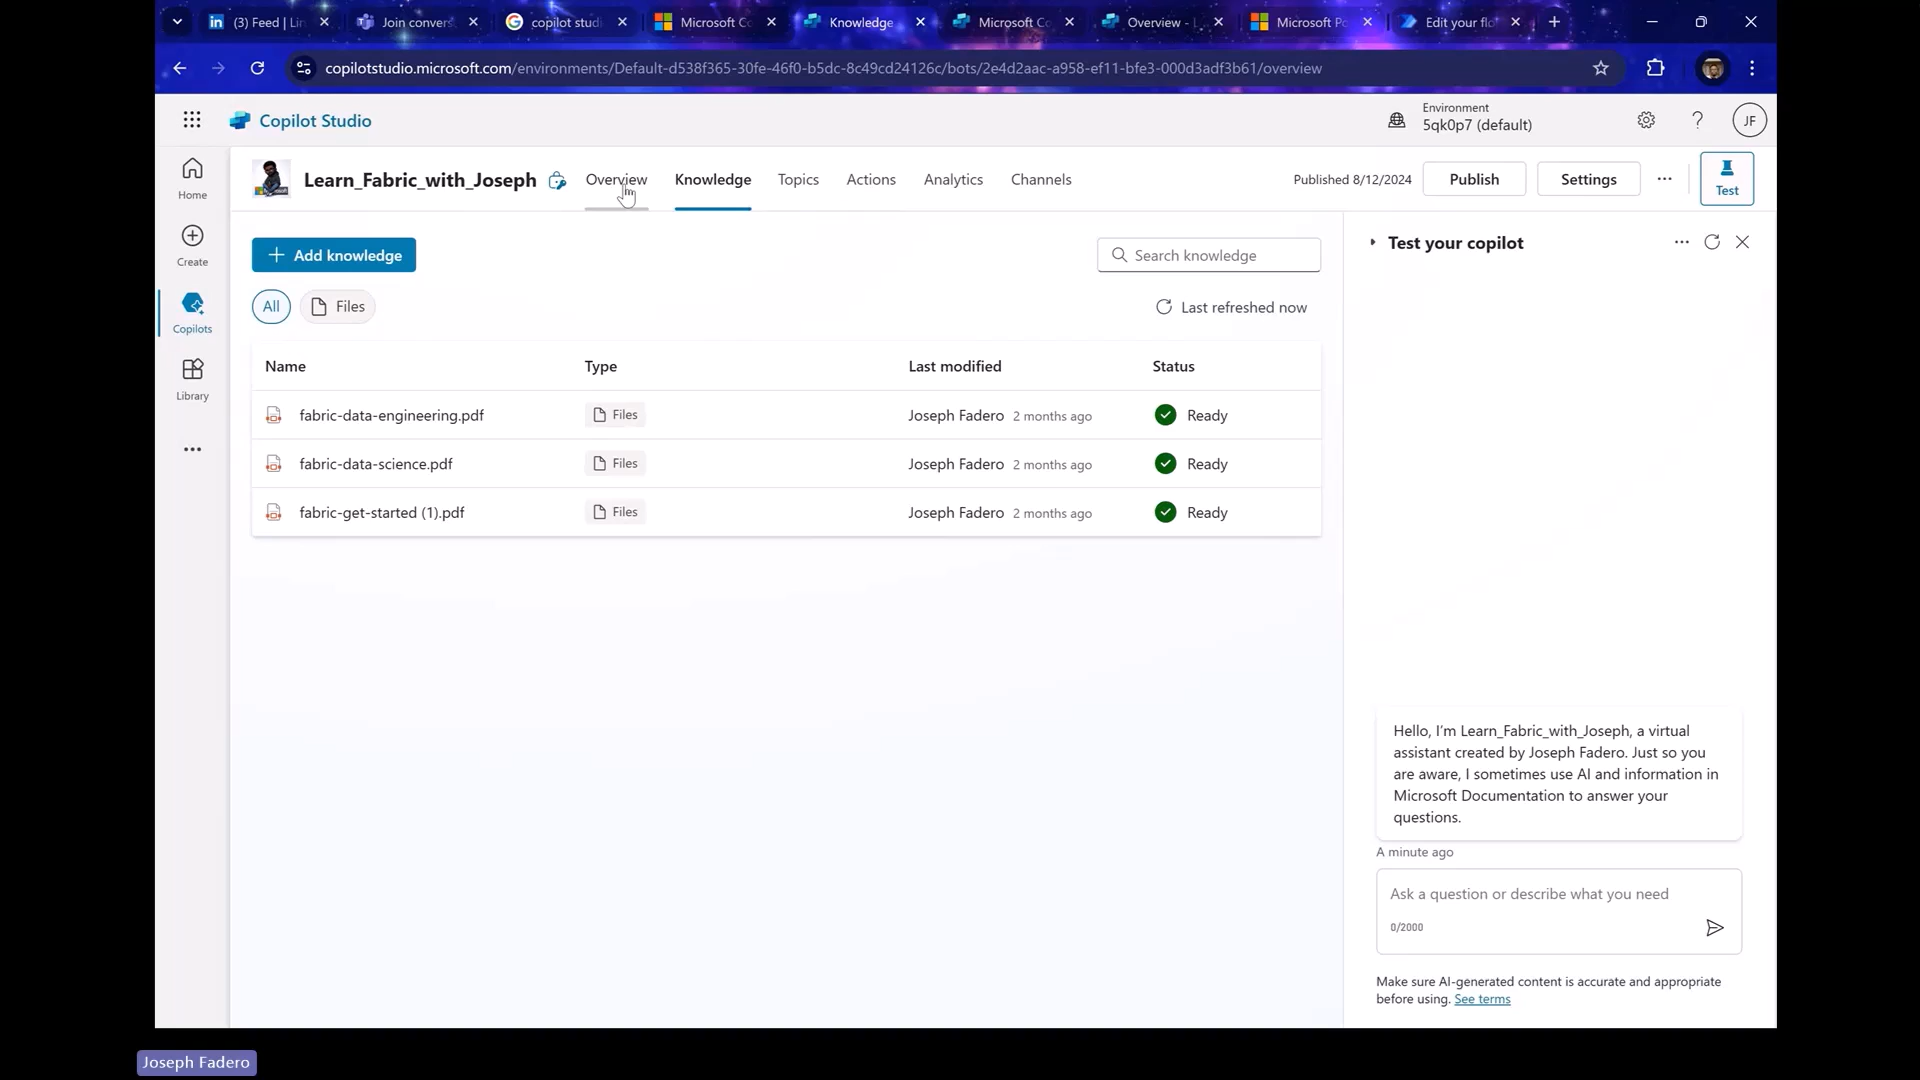 (3) Feed | Lin
Join convers
copilot studi
Microsoft Co
Knowledge
Microsoft Co
Overview - L
Microsoft Po
Edit your flo
copilotstudio.microsoft.com/environments/Default-d538f365-30fe-46f0-b5dc-8c49cd24126c/bots/2e4d2aac-a958-ef11-bfe3-000d3adf3b61/overview
Copilot Studio
Environment
5qk0p7 (default)
JF
Home
Create
Copilots
Library
Learn_Fabric_with_Joseph
Overview
Knowledge
Topics
Actions
Analytics
Channels
Published 8/12/2024
Publish
Settings
Test
Add knowledge
Search knowledge
All
Files
Last refreshed now
Name Type Last modified Status
fabric-data-engineering.pdf Files Joseph Fadero 2 months ago Ready
fabric-data-science.pdf Files Joseph Fadero 2 months ago Ready
fabric-get-started (1).pdf Files Joseph Fadero 2 months ago Ready
Test your copilot
Hello, I'm Learn_Fabric_with_Joseph, a virtual
assistant created by Joseph Fadero. Just so you
are aware, I sometimes use AI and information in
Microsoft Documentation to answer your
questions.
A minute ago
Ask a question or describe what you need
0/2000
Make sure AI-generated content is accurate and appropriate
before using. See terms
Joseph Fadero